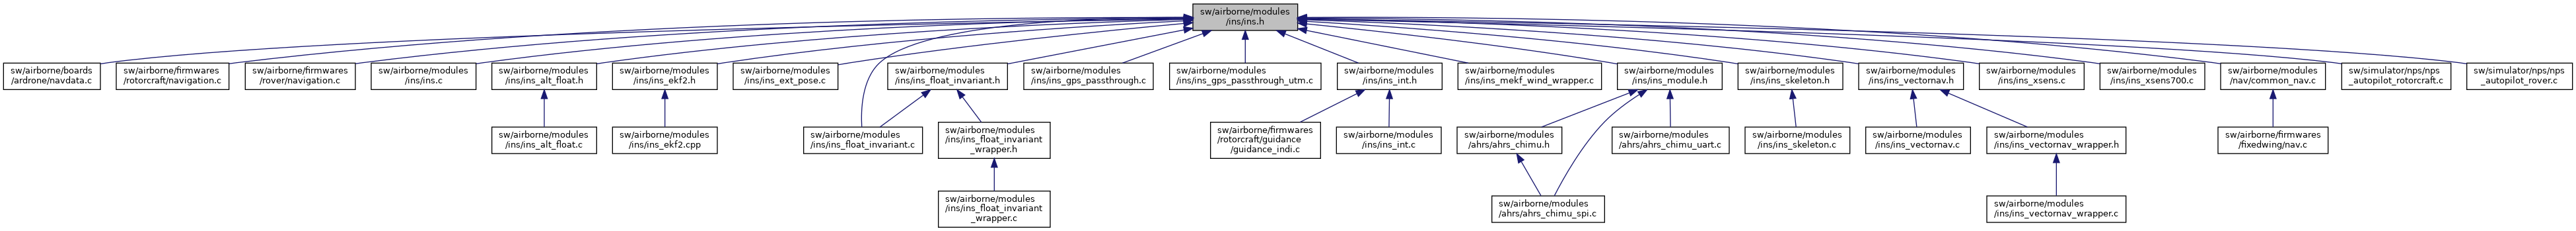 sw/airborne/modules
/ins/ins.h
sw/airborne/boards
/ardrone/navdata.c
sw/airborne/firmwares
/rotorcraft/navigation.c
sw/airborne/firmwares
/rover/navigation.c
sw/airborne/modules
/ins/ins.c
sw/airborne/modules
/ins/ins_alt_float.h
sw/airborne/modules
/ins/ins_ekf2.h
sw/airborne/modules
/ins/ins_ext_pose.c
sw/airborne/modules
/ins/ins_float_invariant.h
sw/airborne/modules
/ins/ins_gps_passthrough.c
sw/airborne/modules
/ins/ins_gps_passthrough_utm.c
sw/airborne/modules
/ins/ins_int.h
sw/airborne/modules
/ins/ins_mekf_wind_wrapper.c
sw/airborne/modules
/ins/ins_module.h
sw/airborne/modules
/ins/ins_skeleton.h
sw/airborne/modules
/ins/ins_vectornav.h
sw/airborne/modules
/ins/ins_xsens.c
sw/airborne/modules
/ins/ins_xsens700.c
sw/airborne/modules
/nav/common_nav.c
sw/simulator/nps/nps
_autopilot_rotorcraft.c
sw/simulator/nps/nps
_autopilot_rover.c
sw/airborne/modules
/ins/ins_alt_float.c
sw/airborne/modules
/ins/ins_ekf2.cpp
sw/airborne/modules
/ins/ins_float_invariant.c
sw/airborne/modules
/ins/ins_float_invariant
_wrapper.h
sw/airborne/firmwares
/rotorcraft/guidance
/guidance_indi.c
sw/airborne/modules
/ins/ins_int.c
sw/airborne/modules
/ahrs/ahrs_chimu.h
sw/airborne/modules
/ahrs/ahrs_chimu_uart.c
sw/airborne/modules
/ins/ins_skeleton.c
sw/airborne/modules
/ins/ins_vectornav.c
sw/airborne/modules
/ins/ins_vectornav_wrapper.h
sw/airborne/firmwares
/fixedwing/nav.c
sw/airborne/modules
/ins/ins_float_invariant
_wrapper.c
sw/airborne/modules
/ahrs/ahrs_chimu_spi.c
sw/airborne/modules
/ins/ins_vectornav_wrapper.c